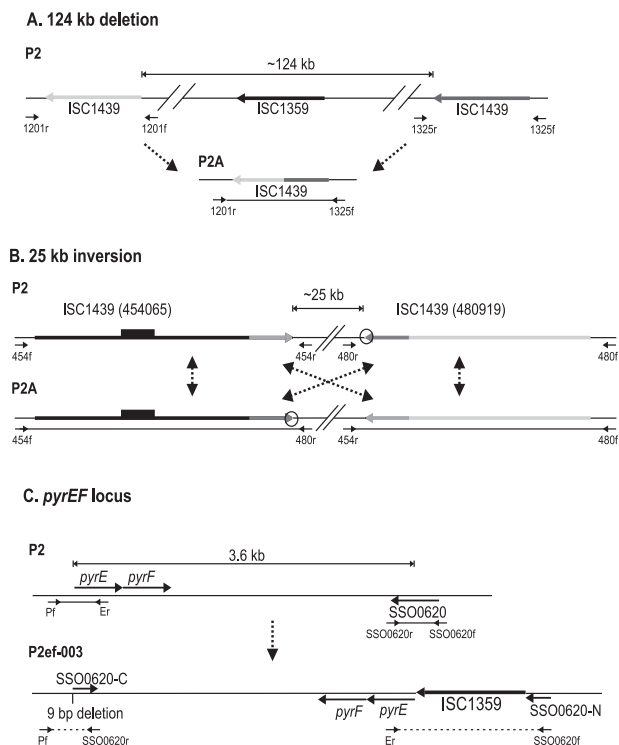 A. 124 kb deletion
P2
~124 kb
ISC1439 ISC1359 ISC1439
1201r 1201f 1325r 1325f
P2A
ISC1439
1201r 1325f
B. 25 kb inversion
P2
~25 kb
ISC1439 (454065) ISC1439 (480919)
454f 454r 480r 480f
P2A
454f 480r 454r 480f
C. pyrEF locus
P2
3.6 kb
pyrE pyrF
Pf Er SSO0620
SSO0620r SSO0620f
P2ef-003
SSO0620-C
pyrF pyrE ISC1359 SSO0620-N
9 bp deletion
Pf SSO0620r Er SSO0620f